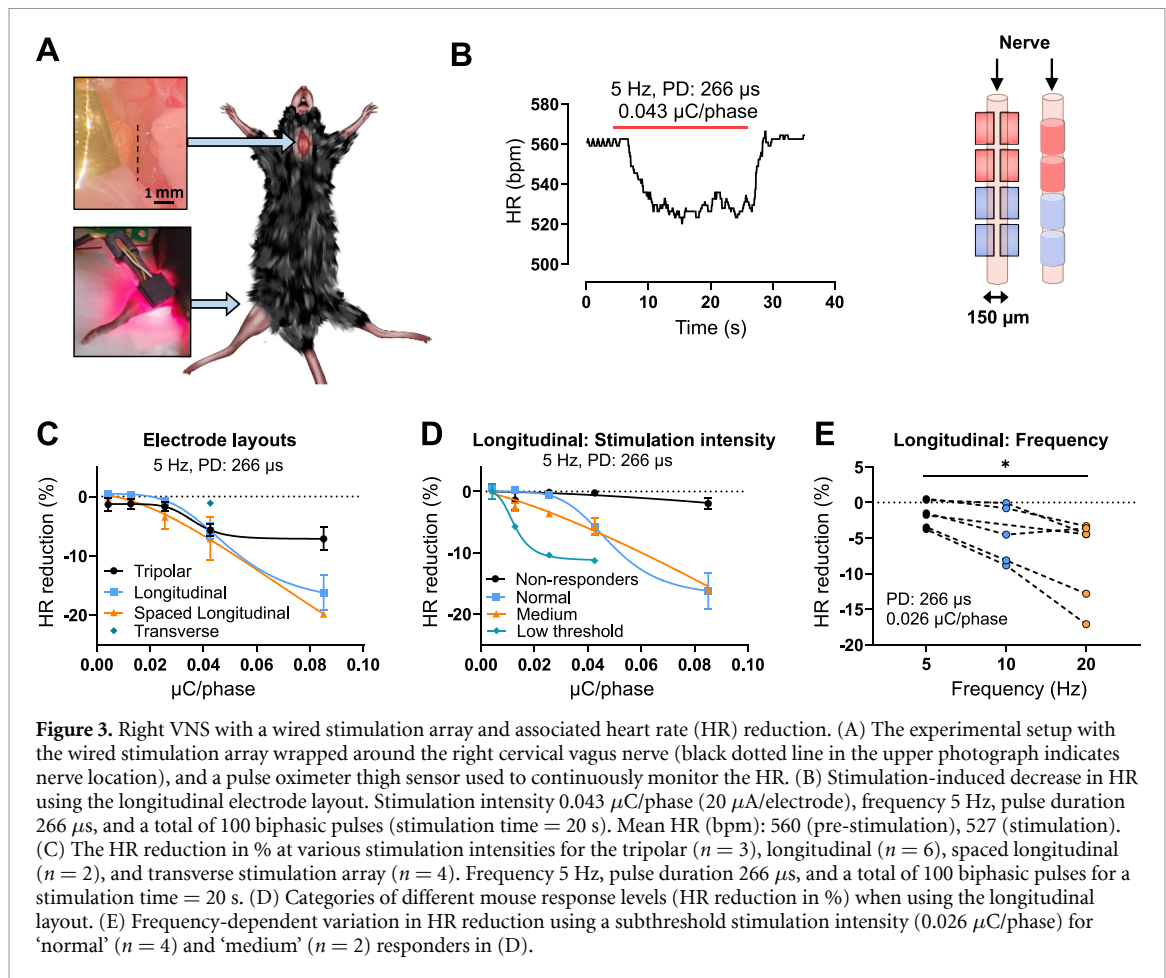 A
1 mm
B
5 Hz, PD: 266 µs
0.043 µC/phase
580
560
540
520
500
HR (bpm)
0
10
20
30
40
Time (s)
Nerve
150 µm
C
Electrode layouts
5 Hz, PD: 266 µs
0
-10
-20
HR reduction (%)
Tripolar
Longitudinal
Spaced Longitudinal
Transverse
0.00
0.02
0.04
0.06
0.08
0.10
µC/phase
D
Longitudinal: Stimulation intensity
5 Hz, PD: 266 µs
0
-10
-20
HR reduction (%)
Non-responders
Normal
Medium
Low threshold
0.00
0.02
0.04
0.06
0.08
0.10
µC/phase
E
Longitudinal: Frequency
*
5
0
-5
-10
-15
-20
HR reduction (%)
PD: 266 µs
0.026 µC/phase
5
10
20
Frequency (Hz)
Figure 3. Right VNS with a wired stimulation array and associated heart rate (HR) reduction. (A) The experimental setup with
the wired stimulation array wrapped around the right cervical vagus nerve (black dotted line in the upper photograph indicates
nerve location), and a pulse oximeter thigh sensor used to continuously monitor the HR. (B) Stimulation-induced decrease in HR
using the longitudinal electrode layout. Stimulation intensity 0.043 µC/phase (20 µA/electrode), frequency 5 Hz, pulse duration
266 µs, and a total of 100 biphasic pulses (stimulation time = 20 s). Mean HR (bpm): 560 (pre-stimulation), 527 (stimulation).
(C) The HR reduction in % at various stimulation intensities for the tripolar (n = 3), longitudinal (n = 6), spaced longitudinal
(n = 2), and transverse stimulation array (n = 4). Frequency 5 Hz, pulse duration 266 µs, and a total of 100 biphasic pulses for a
stimulation time = 20 s. (D) Categories of different mouse response levels (HR reduction in %) when using the longitudinal
layout. (E) Frequency-dependent variation in HR reduction using a subthreshold stimulation intensity (0.026 µC/phase) for
‘normal’ (n = 4) and ‘medium’ (n = 2) responders in (D).